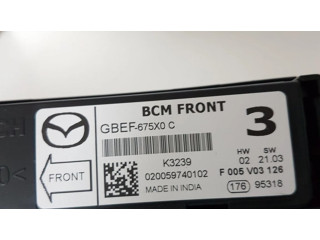 BCM FRONT
GBEF-675X0 C
3
K3239
HW SW
02 21.03
FRONT
020059740102
F 005 V03 126
MADE IN INDIA
176 95318